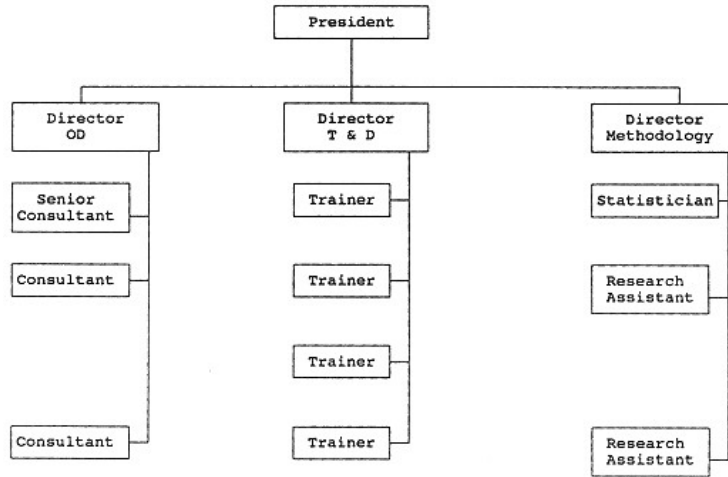 President
Director
OD
Director
T & D
Director
Methodology
Senior
Consultant
Trainer
Statistician
Consultant
Trainer
Research
Assistant
Trainer
Consultant
Trainer
Research
Assistant